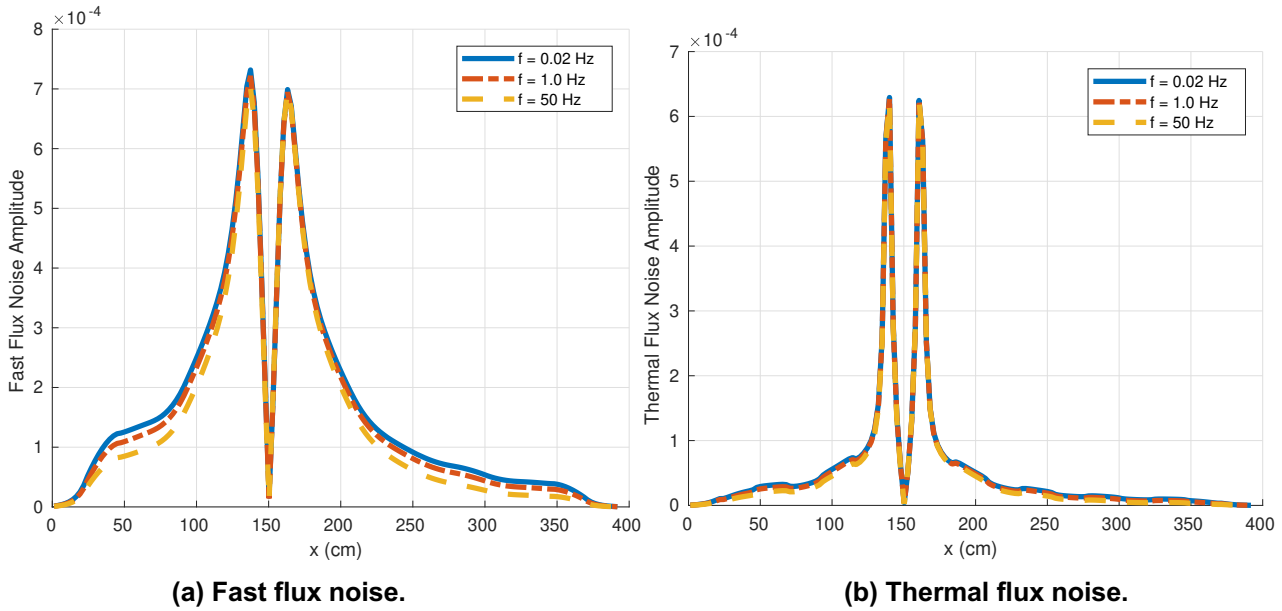 ×10⁻⁴
8
7
6
5
4
3
2
1
0
Fast Flux Noise Amplitude
f = 0.02 Hz
f = 1.0 Hz
f = 50 Hz
0 50 100 150 200 250 300 350 400
x (cm)
(a) Fast flux noise.
×10⁻⁴
7
6
5
4
3
2
1
0
Thermal Flux Noise Amplitude
f = 0.02 Hz
f = 1.0 Hz
f = 50 Hz
0 50 100 150 200 250 300 350 400
x (cm)
(b) Thermal flux noise.